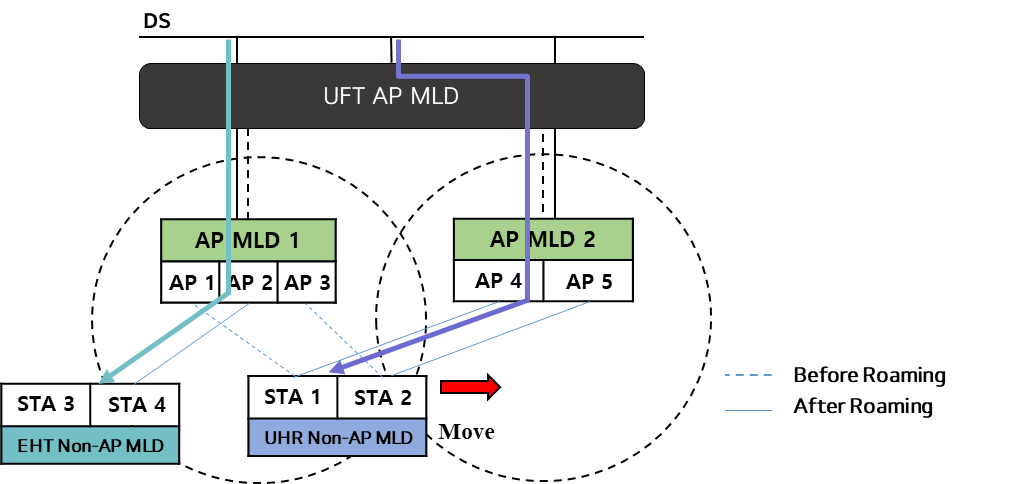 DS
UFT AP MLD
AP MLD 1
AP MLD 2
AP 1 AP 2 AP 3
AP 4 AP 5
STA 3 STA 4
EHT Non-AP MLD
STA 1 STA 2
UHR Non-AP MLD
Move
Before Roaming
After Roaming